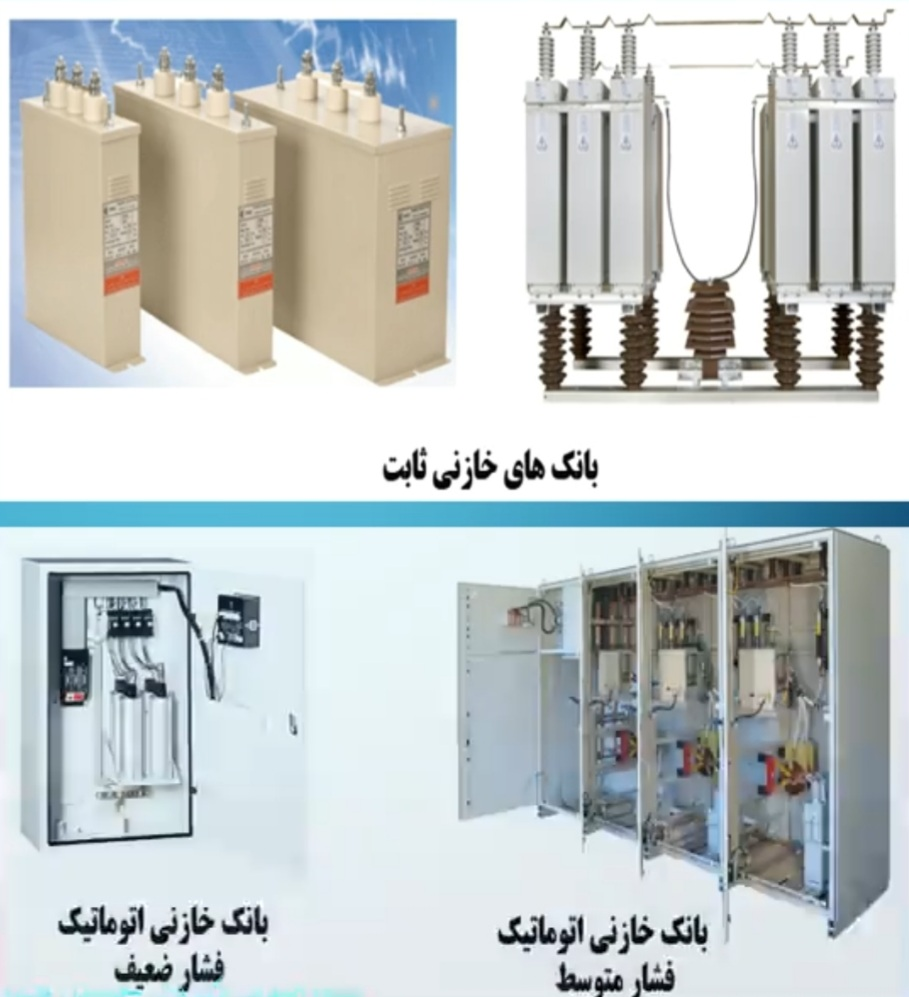 بانک های خازنی ثابت
بانک خازنی اتوماتیک
فشار متوسط
بانک خازنی اتوماتیک
فشار ضعیف